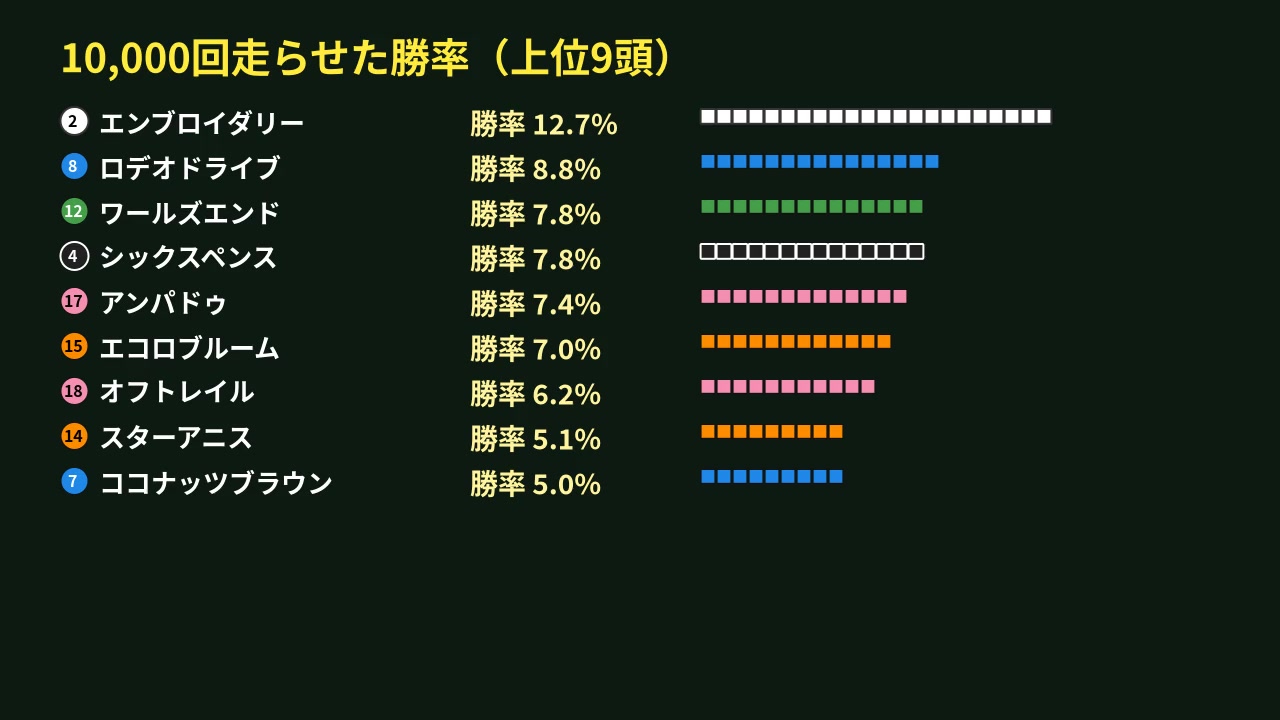 10,000回走らせた勝率（上位9頭）
2 エンブロイダリー 勝率 12.7%
8 ロデオドライブ 勝率 8.8%
12 ワールズエンド 勝率 7.8%
4 シックスペンス 勝率 7.8%
17 アンパドゥ 勝率 7.4%
15 エコロブルーム 勝率 7.0%
18 オフトレイル 勝率 6.2%
14 スターアニス 勝率 5.1%
7 ココナッツブラウン 勝率 5.0%